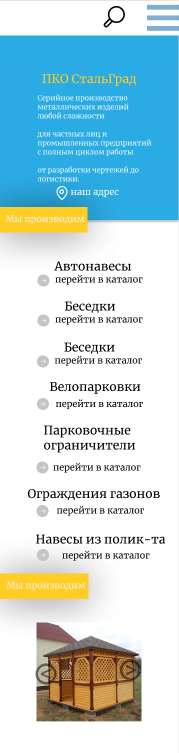 ПКО СтальГрад
Серийное производство
металлических изделий
любой сложности
для частных лиц и
промышленных предприятий
с полным циклом работы
от разработки чертежей до
логистики.
наш адрес
Мы производим
Автонавесы
перейти в каталог
Беседки
перейти в каталог
Беседки
перейти в каталог
Велопарковки
перейти в каталог
Парковочные
ограничители
перейти в каталог
Ограждения газонов
перейти в каталог
Навесы из полик-та
перейти в каталог
Мы производим